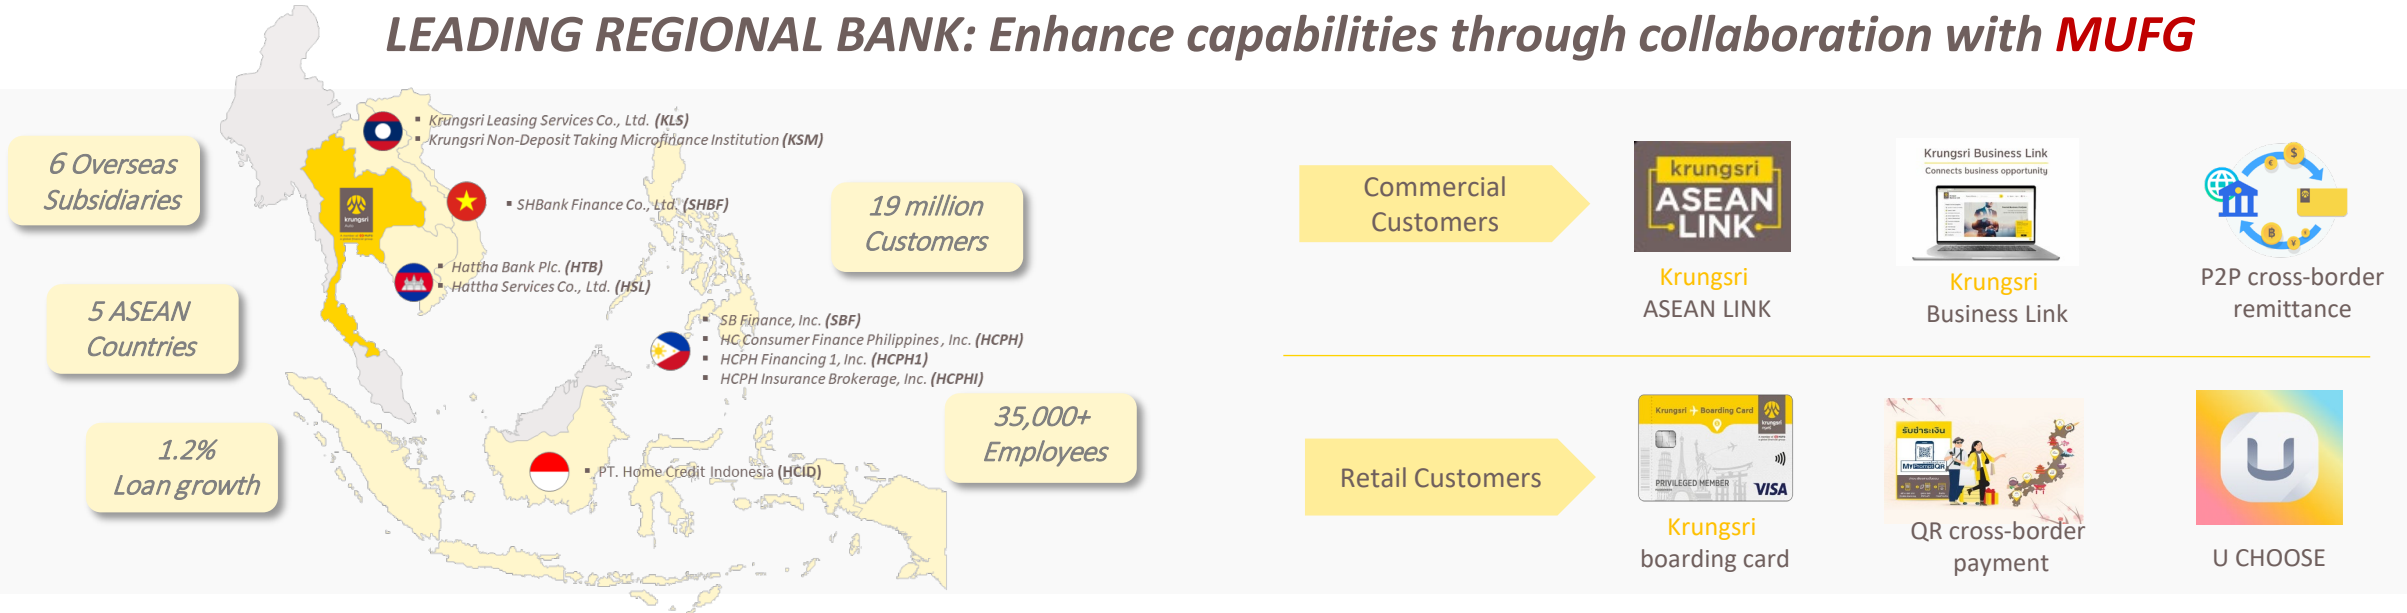 LEADING REGIONAL BANK: Enhance capabilities through collaboration with MUFG
6 Overseas
Subsidiaries
5 ASEAN
Countries
1.2%
Loan growth
Krungsri Leasing Services Co., Ltd. (KLS)
Krungsri Non-Deposit Taking Microfinance Institution (KSM)
krungsri
SHBank Finance Co., Ltd. (SHBF)
Hattha Bank Plc. (HTB)
Hattha Services Co., Ltd. (HSL)
SB Finance, Inc. (SBF)
HC Consumer Finance Philippines, Inc. (HCPH)
HCPH Financing 1, Inc. (HCPH1)
HCPH Insurance Brokerage, Inc. (HCPHI)
PT. Home Credit Indonesia (HCID)
19 million
Customers
35,000+
Employees
Commercial
Customers
krungsri
ASEAN
LINK
Krungsri
ASEAN LINK
Krungsri Business Link
Connects business opportunity
Krungsri
Business Link
P2P cross-border
remittance
Retail Customers
Krungsri Boarding Card
krungsri
PRIVILEGED MEMBER
VISA
Krungsri
boarding card
รับชำระเงิน
QR cross-border
payment
U
U CHOOSE